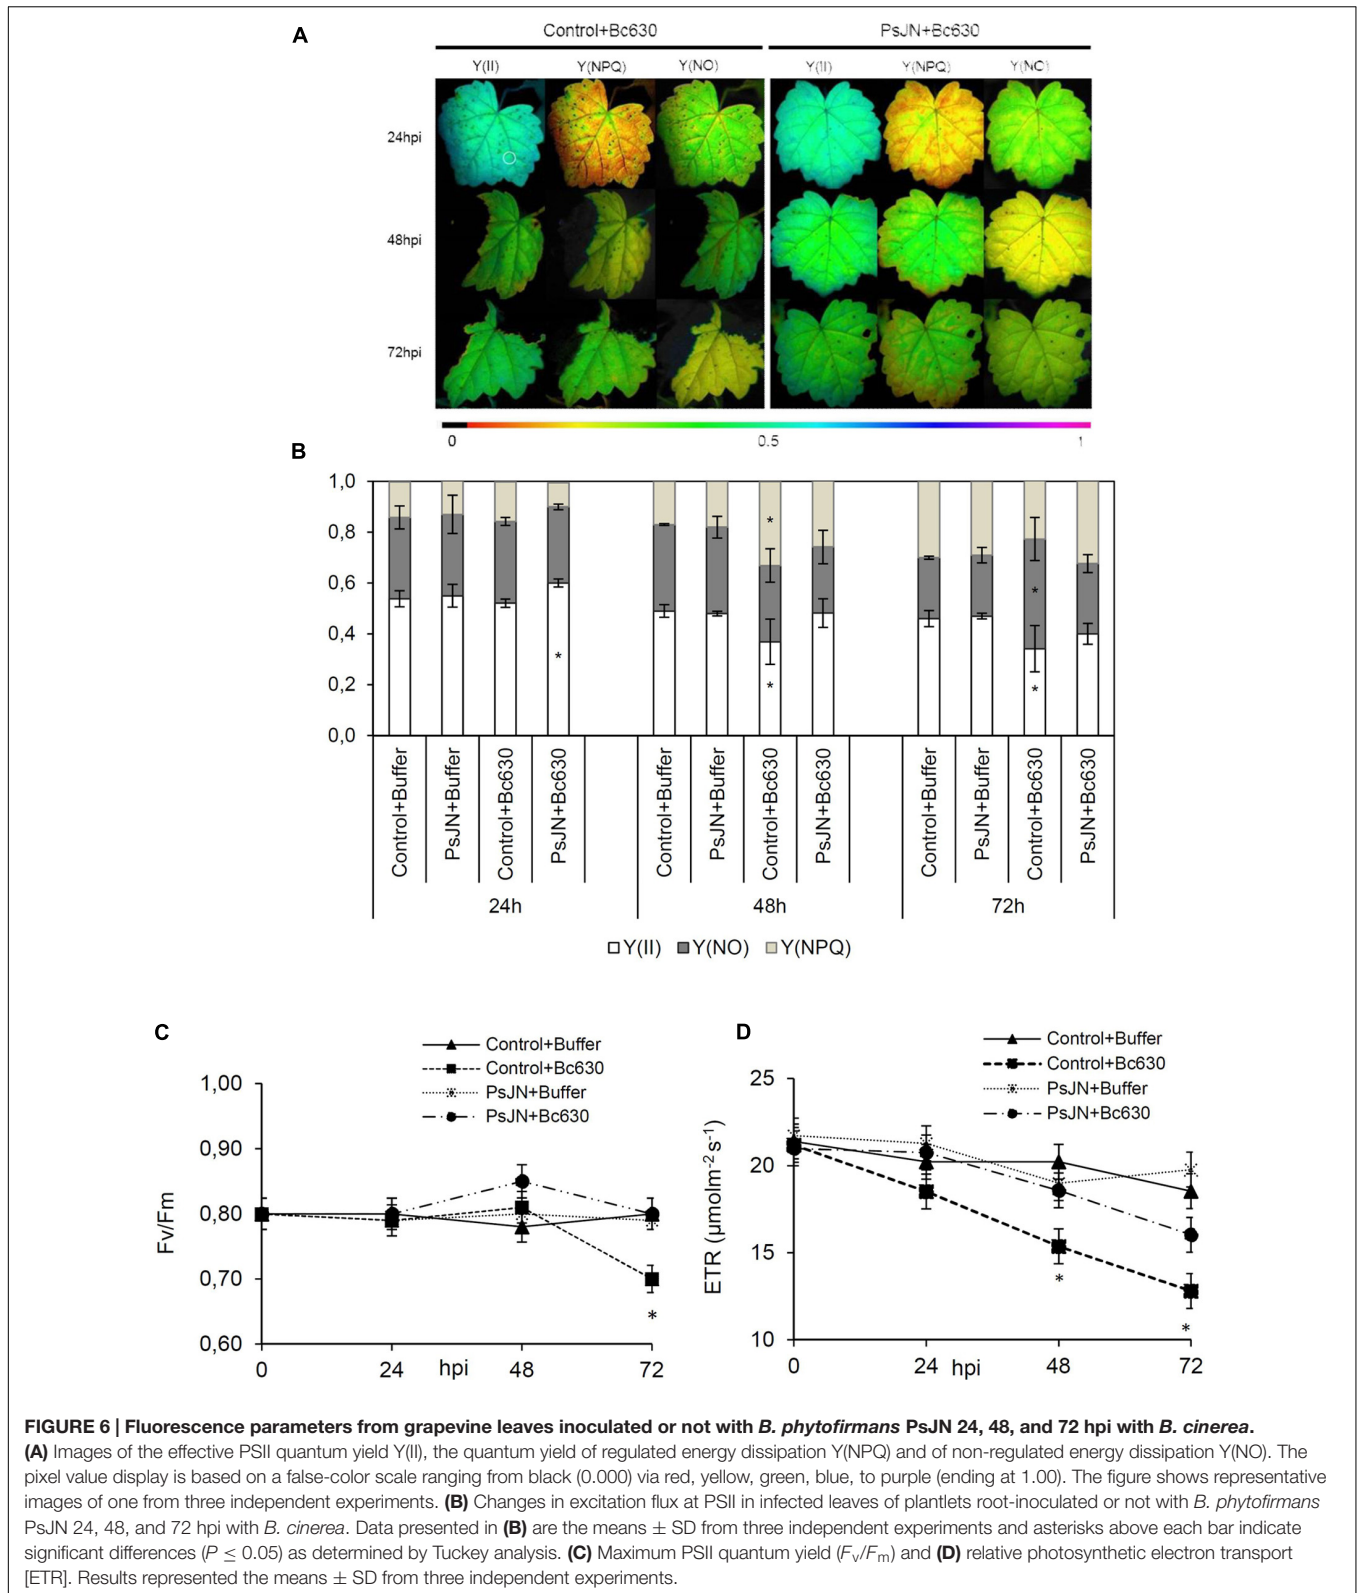 A
Control+Bc630 PsJN+Bc630
Y(II) Y(NPQ) Y(NO) Y(II) Y(NPQ) Y(NO)
24hpi
48hpi
72hpi
0 0.5 1
B
1,0
0,8
0,6
0,4
0,2
0,0
Control+Buffer PsJN+Buffer Control+Bc630 PsJN+Bc630 Control+Buffer PsJN+Buffer Control+Bc630 PsJN+Bc630 Control+Buffer PsJN+Buffer Control+Bc630 PsJN+Bc630
24h 48h 72h
Y(II) Y(NO) Y(NPQ)
* * * * *
C
Control+Buffer
Control+Bc630
PsJN+Buffer
PsJN+Bc630
Fv/Fm
1,00
0,90
0,80
0,70
0,60
*
0 24 hpi 48 72
D
Control+Buffer
Control+Bc630
PsJN+Buffer
PsJN+Bc630
ETR (µmolm⁻² s⁻¹)
25
20
15
10
* *
0 24 hpi 48 72
FIGURE 6 | Fluorescence parameters from grapevine leaves inoculated or not with B. phytofirmans PsJN 24, 48, and 72 hpi with B. cinerea.
(A) Images of the effective PSII quantum yield Y(II), the quantum yield of regulated energy dissipation Y(NPQ) and of non-regulated energy dissipation Y(NO). The
pixel value display is based on a false-color scale ranging from black (0.000) via red, yellow, green, blue, to purple (ending at 1.00). The figure shows representative
images of one from three independent experiments. (B) Changes in excitation flux at PSII in infected leaves of plantlets root-inoculated or not with B. phytofirmans
PsJN 24, 48, and 72 hpi with B. cinerea. Data presented in (B) are the means ± SD from three independent experiments and asterisks above each bar indicate
significant differences (P ≤ 0.05) as determined by Tuckey analysis. (C) Maximum PSII quantum yield (Fv/Fm) and (D) relative photosynthetic electron transport
[ETR]. Results represented the means ± SD from three independent experiments.